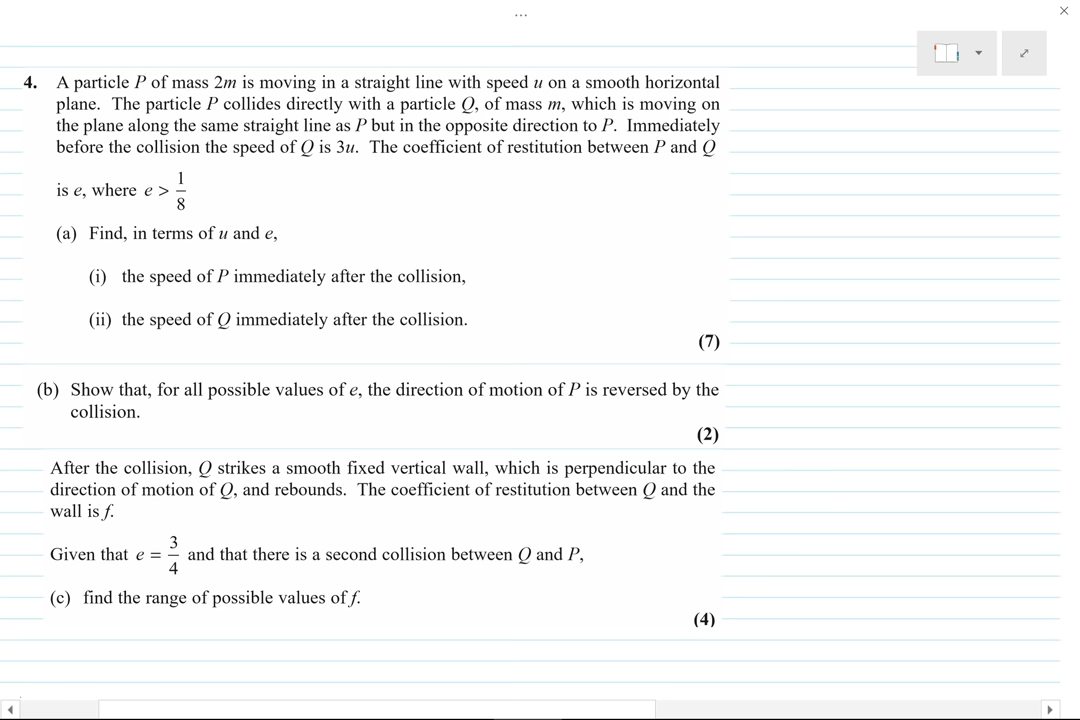 ...
4. A particle P of mass 2m is moving in a straight line with speed u on a smooth horizontal
plane. The particle P collides directly with a particle Q, of mass m, which is moving on
the plane along the same straight line as P but in the opposite direction to P. Immediately
before the collision the speed of Q is 3u. The coefficient of restitution between P and Q
is e, where e > 1/8
(a) Find, in terms of u and e,
(i) the speed of P immediately after the collision,
(ii) the speed of Q immediately after the collision.
(7)
(b) Show that, for all possible values of e, the direction of motion of P is reversed by the
collision.
(2)
After the collision, Q strikes a smooth fixed vertical wall, which is perpendicular to the
direction of motion of Q, and rebounds. The coefficient of restitution between Q and the
wall is f.
Given that e = 3/4 and that there is a second collision between Q and P,
(c) find the range of possible values of f.
(4)